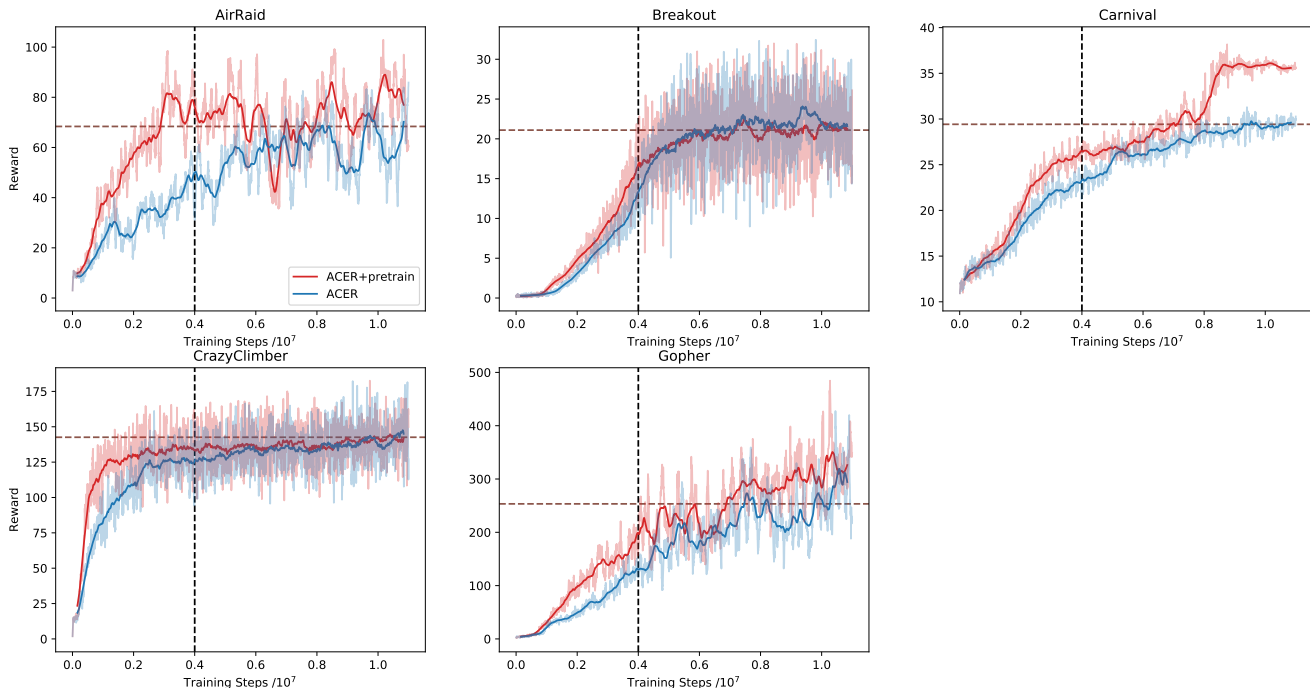 AirRaid
Reward
100
80
60
40
20
0
ACER+pretrain
ACER
0.0 0.2 0.4 0.6 0.8 1.0
Training Steps /10^7
Breakout
30
25
20
15
10
5
0
0.0 0.2 0.4 0.6 0.8 1.0
Training Steps /10^7
Carnival
40
35
30
25
20
15
10
0.0 0.2 0.4 0.6 0.8 1.0
Training Steps /10^7
CrazyClimber
Reward
175
150
125
100
75
50
25
0
0.0 0.2 0.4 0.6 0.8 1.0
Training Steps /10^7
Gopher
500
400
300
200
100
0
0.0 0.2 0.4 0.6 0.8 1.0
Training Steps /10^7